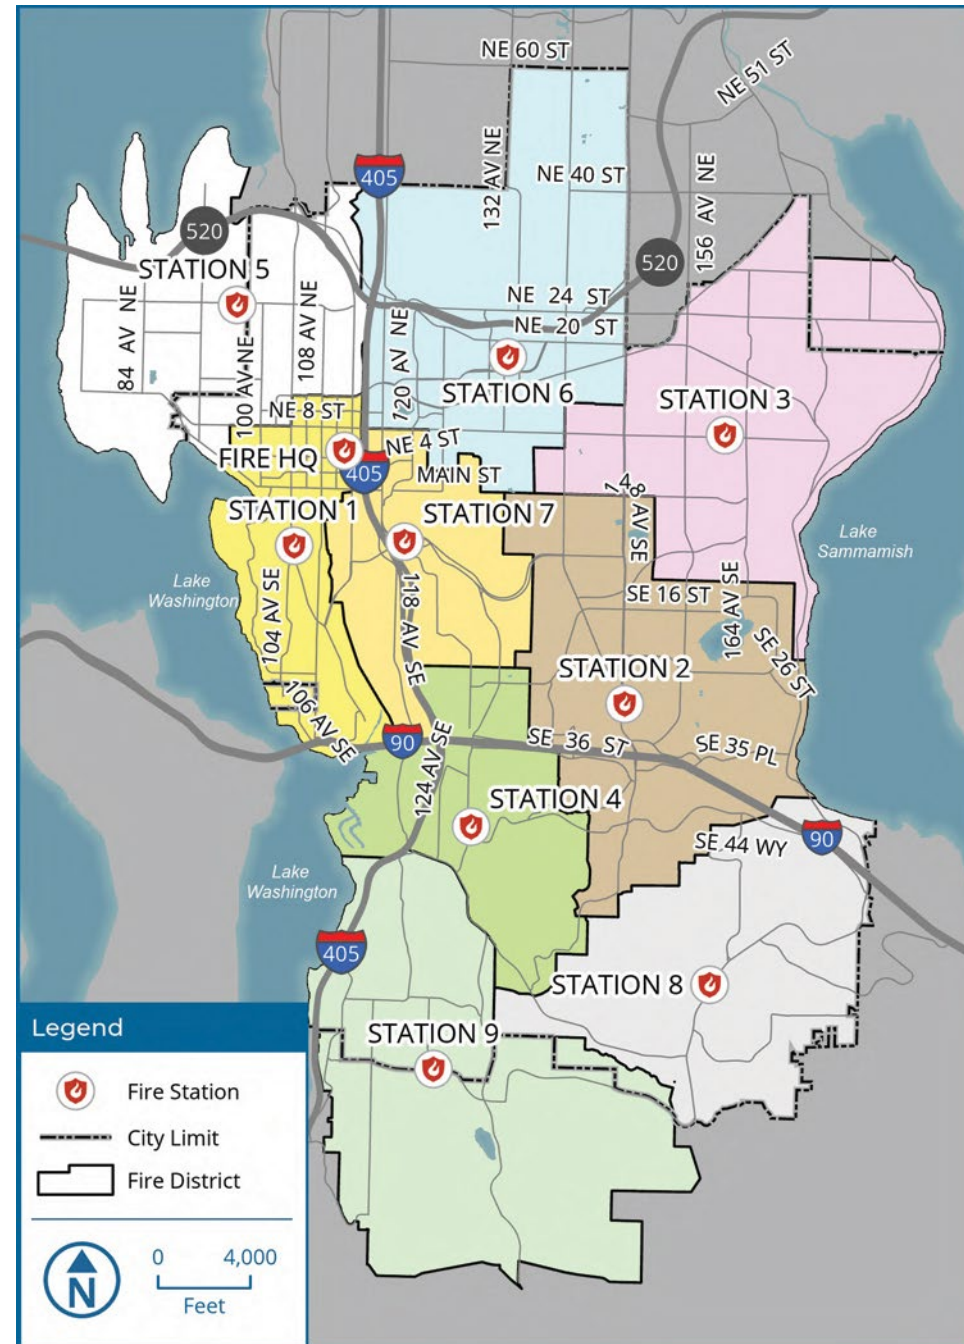 NE 60 ST
NE 51 ST
132 AV NE
405
NE 40 ST
156 AV NE
520
520
STATION 5
NE 24 ST
84 AV NE
108 AV NE
NE 20 ST
120 AV NE
100 AV NE
STATION 6
STATION 3
NE 8 ST
NE 4 ST
FIRE HQ
405
MAIN ST
148 AV SE
STATION 1
STATION 7
Lake
Sammamish
Lake
Washington
118 AV SE
SE 16 ST
104 AV SE
164 AV SE
SE 26 ST
STATION 2
106 AV SE
90
SE 36 ST
SE 35 PL
124 AV SE
STATION 4
90
SE 44 WY
Lake
Washington
405
STATION 8
STATION 9
Legend
Fire Station
City Limit
Fire District
N
0 4,000
Feet